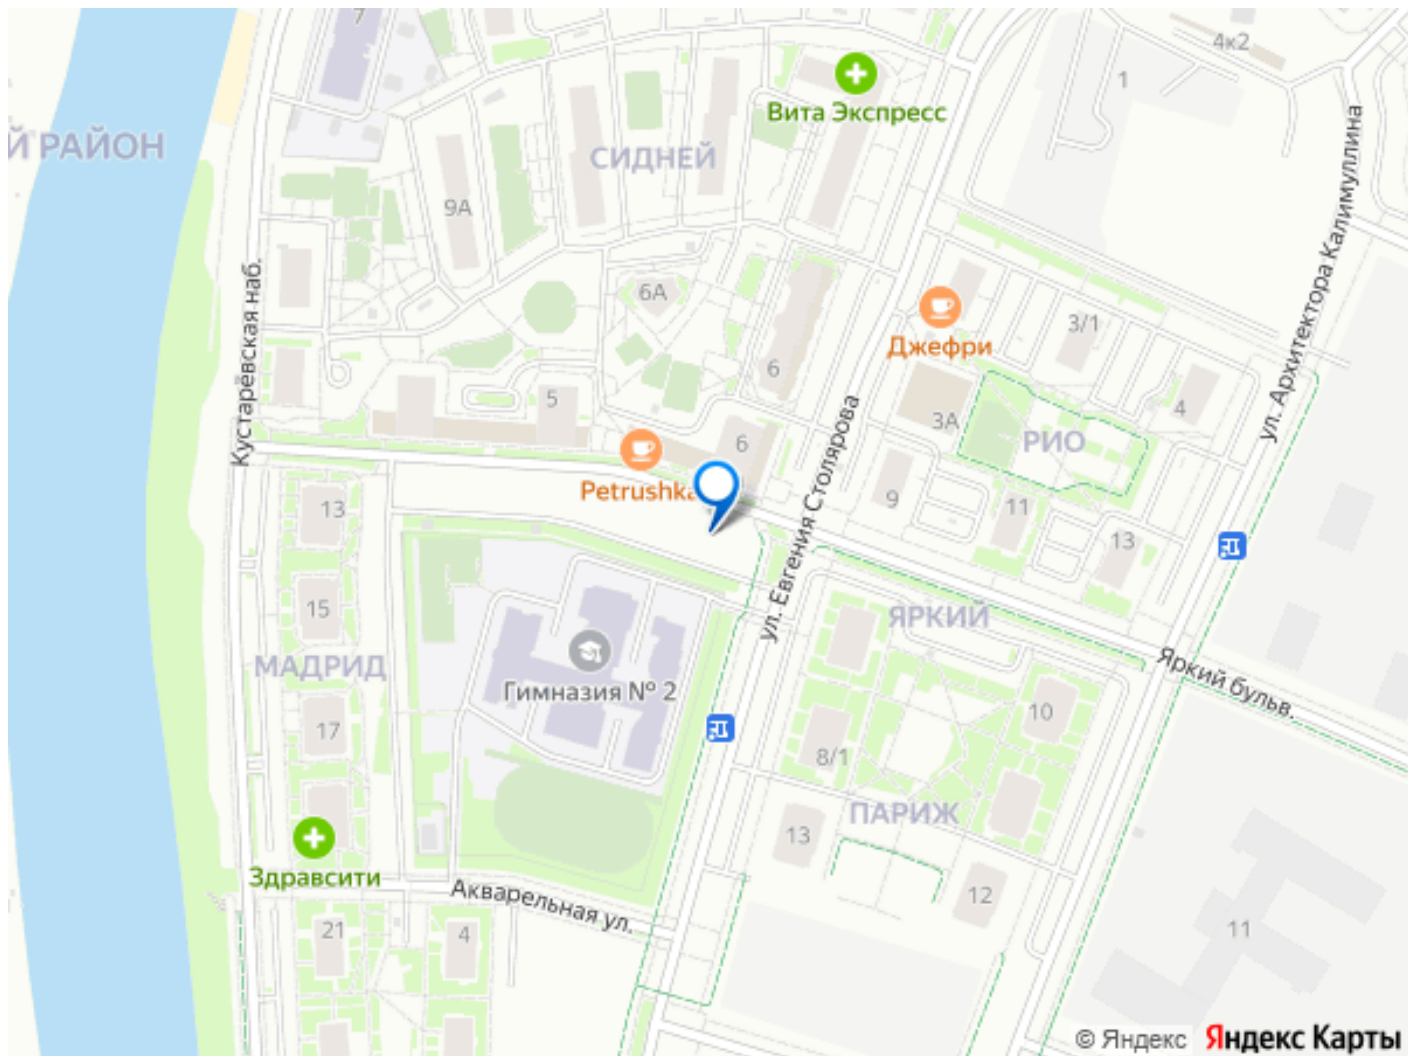 7
4к2
1
Вита Экспресс
Й РАЙОН
СИДНЕЙ
9А
ул. Архитектора Калимуллина
Кустарёвская наб.
6А
Джефри
3/1
6
5
4
3А
РИО
6
ул. Евгения Столярова
Petrushka
9
11
13
13
15
ЯРКИЙ
МАДРИД
Гимназия № 2
Яркий бульв.
17
10
8/1
ПАРИЖ
13
Здравсити
Акварельная ул.
12
21
4
11
© Яндекс
Яндекс Карты